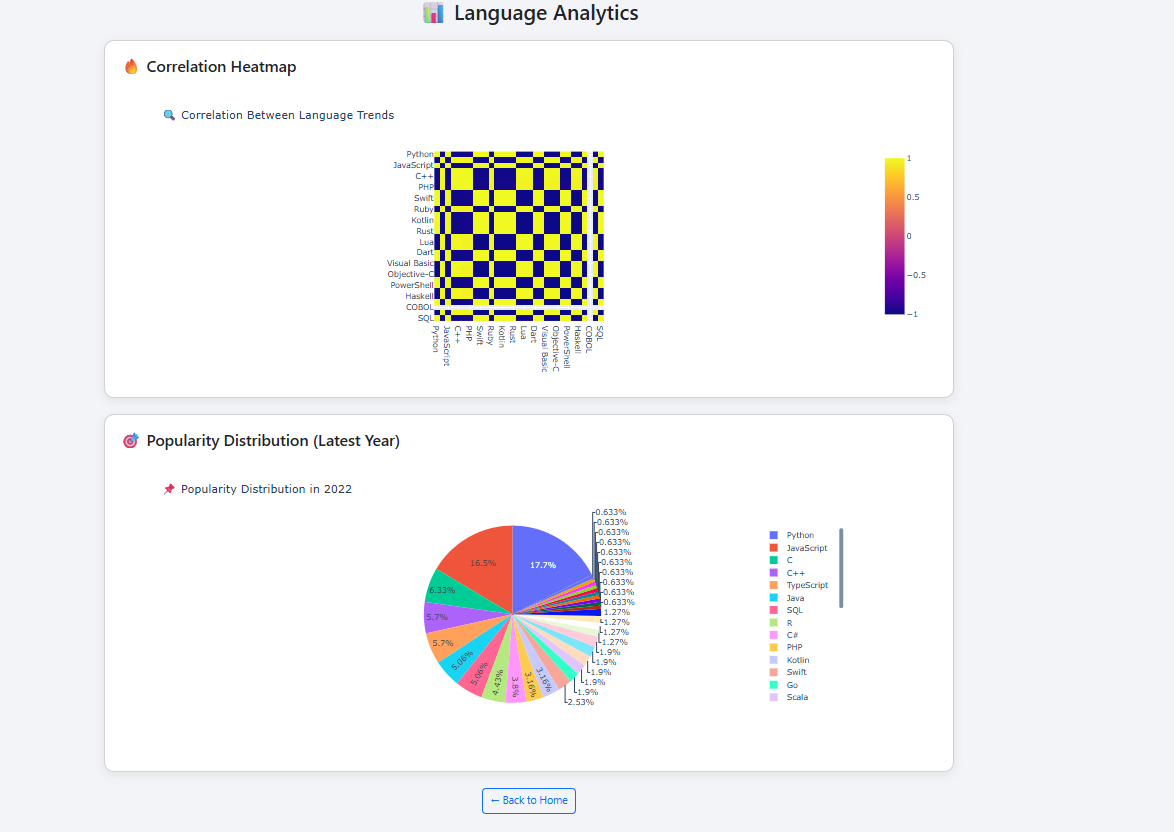 📊 Language Analytics
🔥 Correlation Heatmap
🔍 Correlation Between Language Trends
Python
JavaScript
C++
PHP
Swift
Ruby
Kotlin
Rust
Lua
Dart
Visual Basic
Objective-C
PowerShell
Haskell
COBOL
SQL
Python
JavaScript
C++
PHP
Swift
Ruby
Kotlin
Rust
Lua
Dart
Visual Basic
Objective-C
PowerShell
Haskell
COBOL
SQL
1
0.5
0
−0.5
−1
🎯 Popularity Distribution (Latest Year)
📌 Popularity Distribution in 2022
17.7%
16.5%
6.33%
5.7%
5.7%
5.06%
5.06%
4.43%
3.8%
3.16%
3.16%
2.53%
1.9%
1.9%
1.9%
1.9%
1.9%
1.27%
1.27%
1.27%
1.27%
0.633%
0.633%
0.633%
0.633%
0.633%
0.633%
0.633%
0.633%
0.633%
0.633%
Python
JavaScript
C
C++
TypeScript
Java
SQL
R
C#
PHP
Kotlin
Swift
Go
Scala
← Back to Home